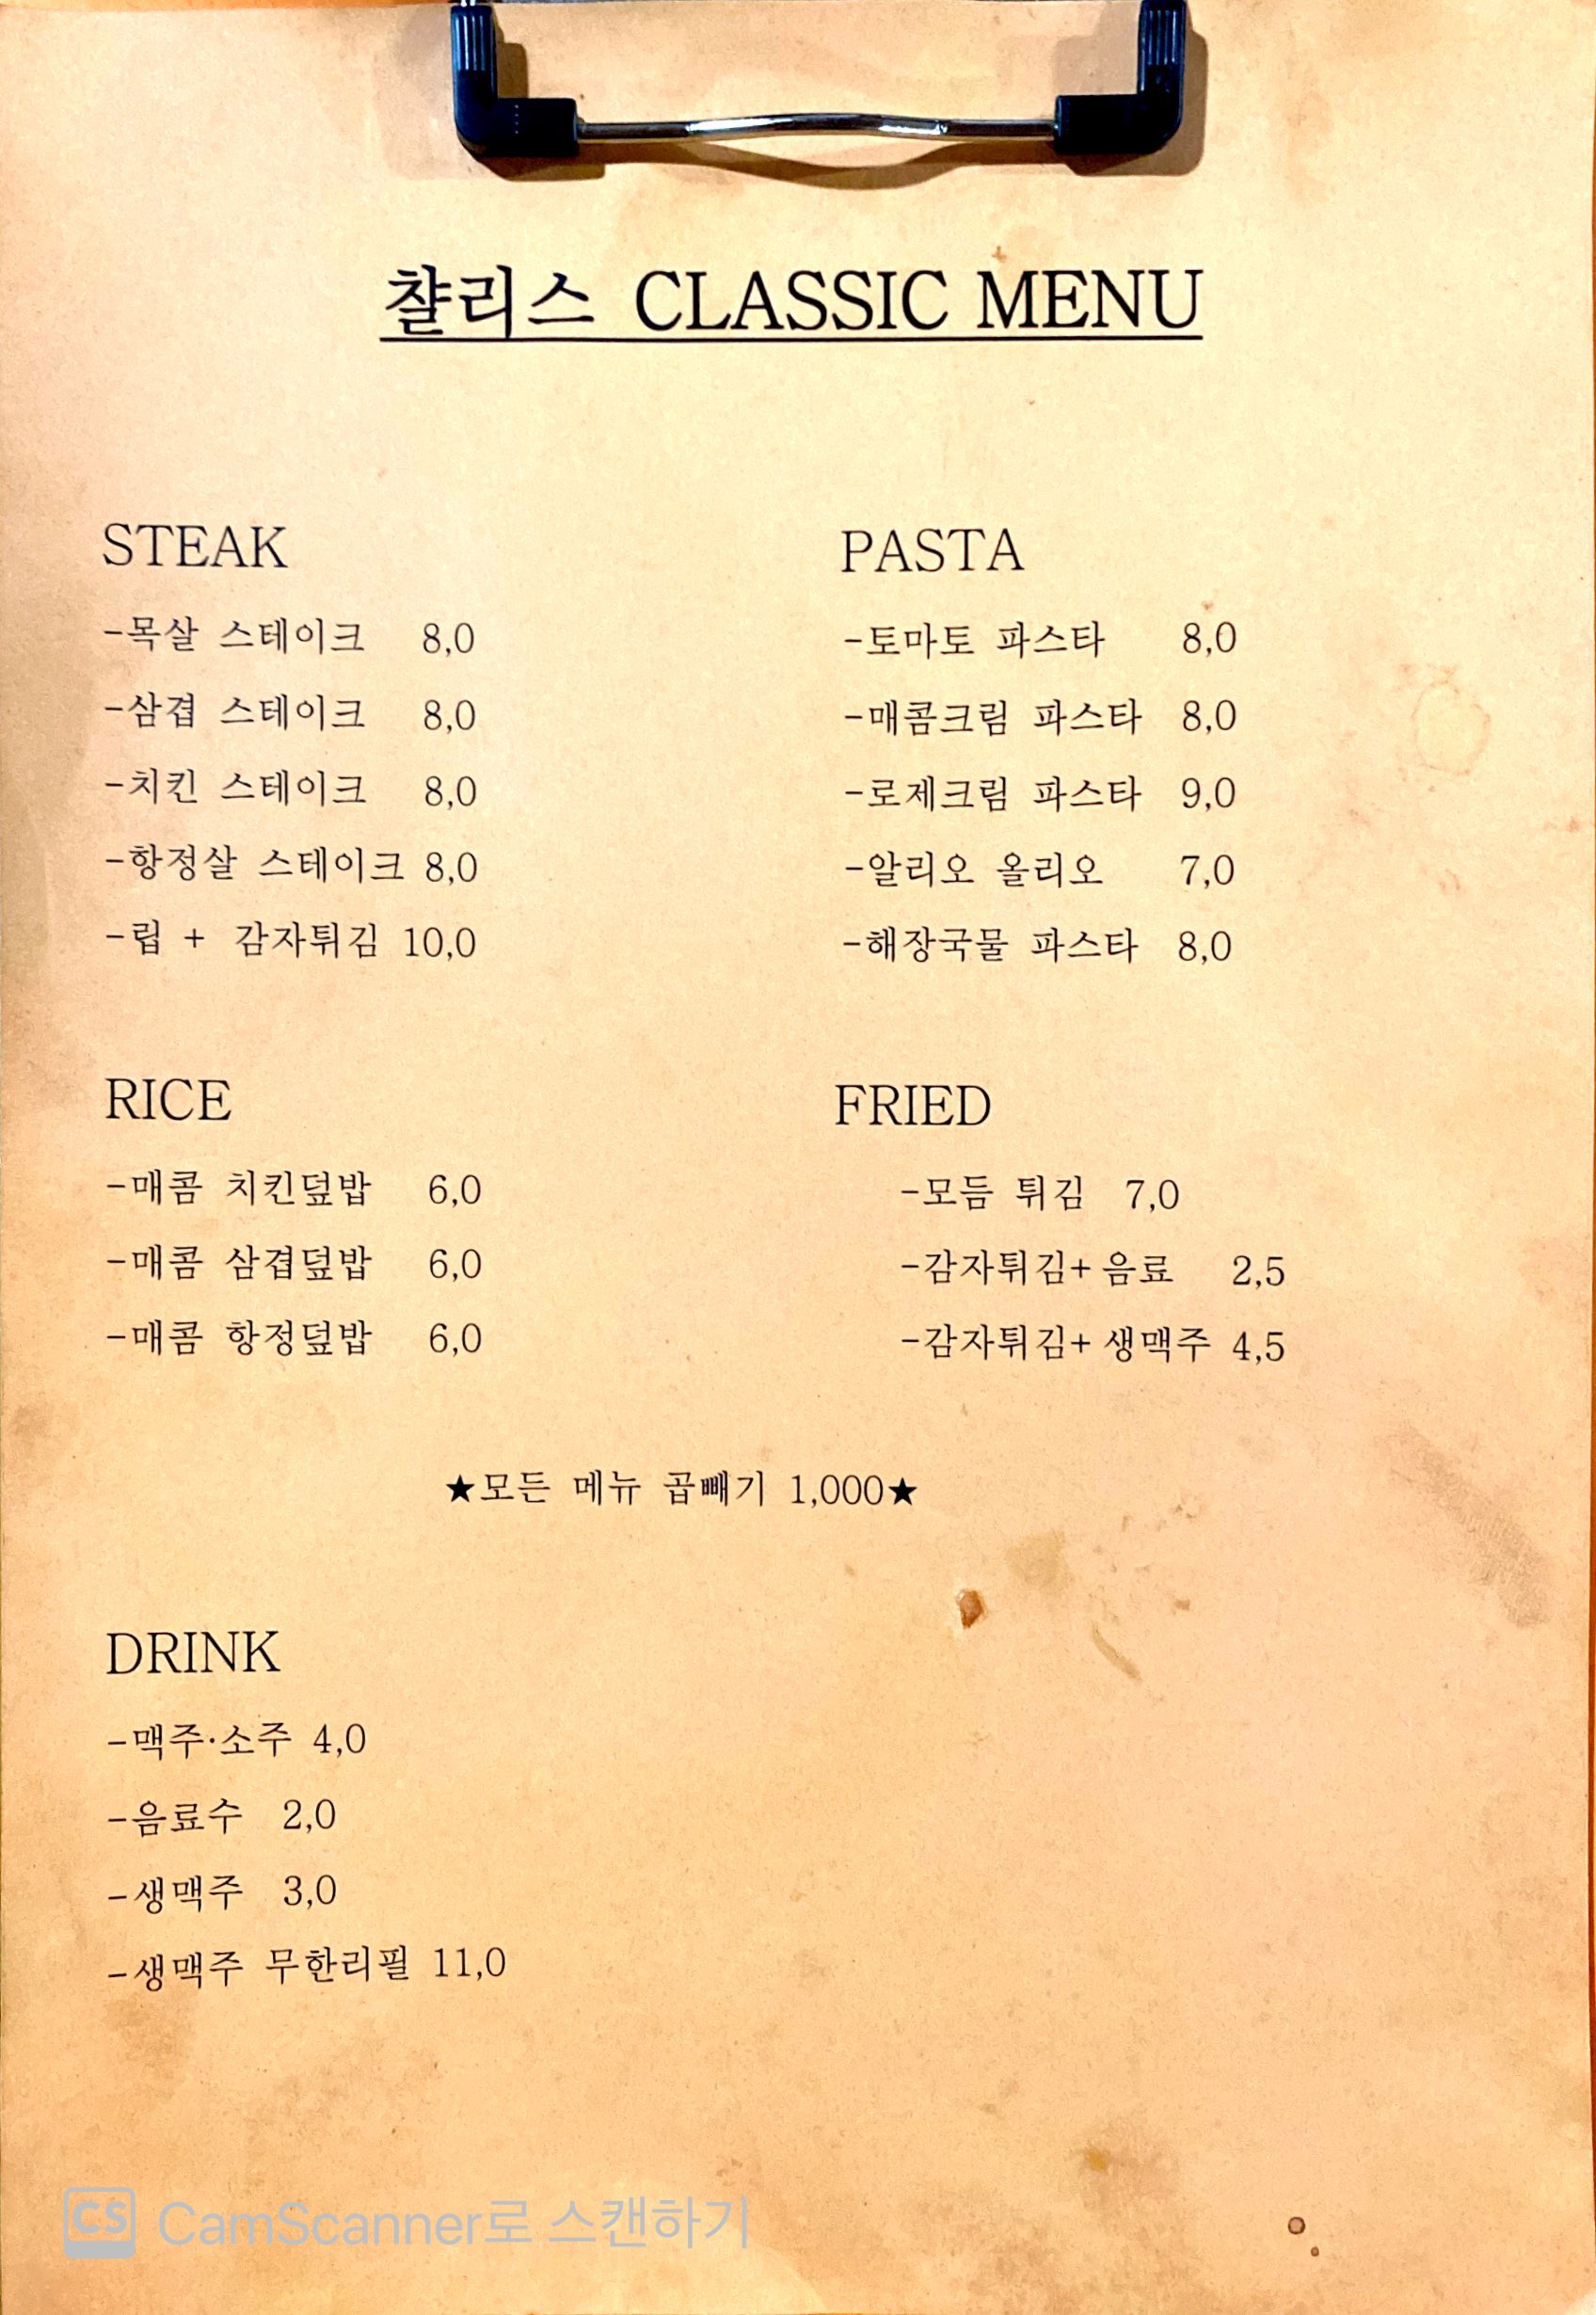 챨리스 CLASSIC MENU
STEAK
-목살 스테이크 8,0
-삼겹 스테이크 8,0
-치킨 스테이크 8,0
-항정살 스테이크 8,0
-립 + 감자튀김 10,0
PASTA
-토마토 파스타 8,0
-매콤크림 파스타 8,0
-로제크림 파스타 9,0
-알리오 올리오 7,0
-해장국물 파스타 8,0
RICE
-매콤 치킨덮밥 6,0
-매콤 삼겹덮밥 6,0
-매콤 항정덮밥 6,0
FRIED
-모듬 튀김 7,0
-감자튀김+ 음료 2,5
-감자튀김+ 생맥주 4,5
★모든 메뉴 곱빼기 1,000★
DRINK
-맥주·소주 4,0
-음료수 2,0
-생맥주 3,0
-생맥주 무한리필 11,0
CS CamScanner로 스캔하기